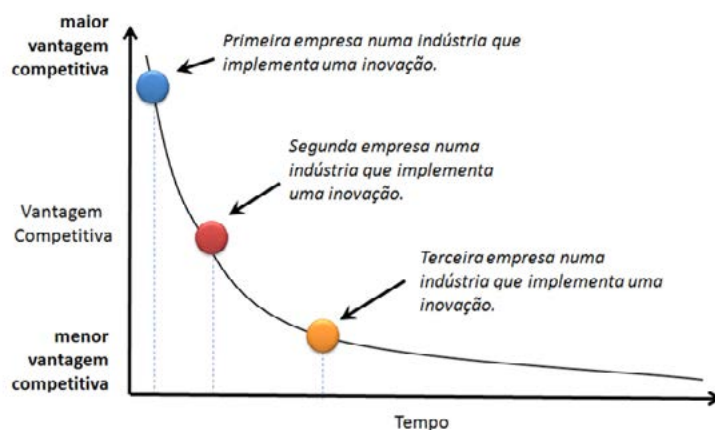 maior
vantagem
competitiva
Primeira empresa numa indústria que
implementa uma inovação.
Segunda empresa numa
indústria que implementa
uma inovação.
Vantagem
Competitiva
Terceira empresa numa
indústria que implementa uma
inovação.
menor
vantagem
competitiva
Tempo